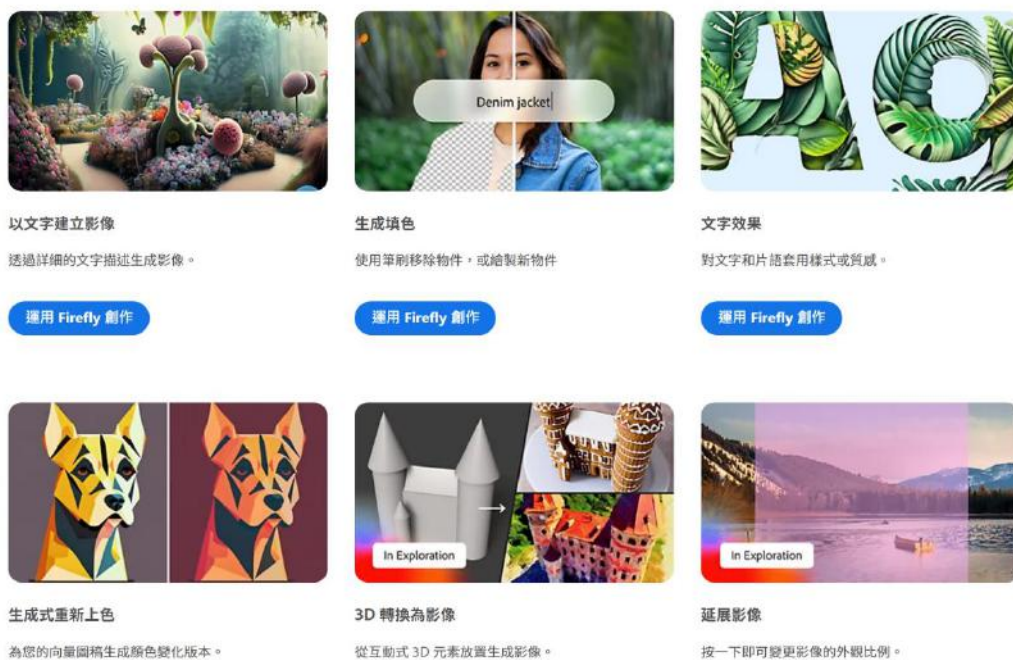 Denim jacket
以文字建立影像
生成填色
文字效果
透過詳細的文字描述生成影像。
使用筆刷移除物件，或繪製新物件
對文字和片語套用樣式或質感。
運用 Firefly 創作
運用 Firefly 創作
運用 Firefly 創作
In Exploration
In Exploration
生成式重新上色
3D 轉換為影像
延展影像
為您的向量圖稿生成顏色變化版本。
從互動式 3D 元素放置生成影像。
按一下即可變更影像的外觀比例。